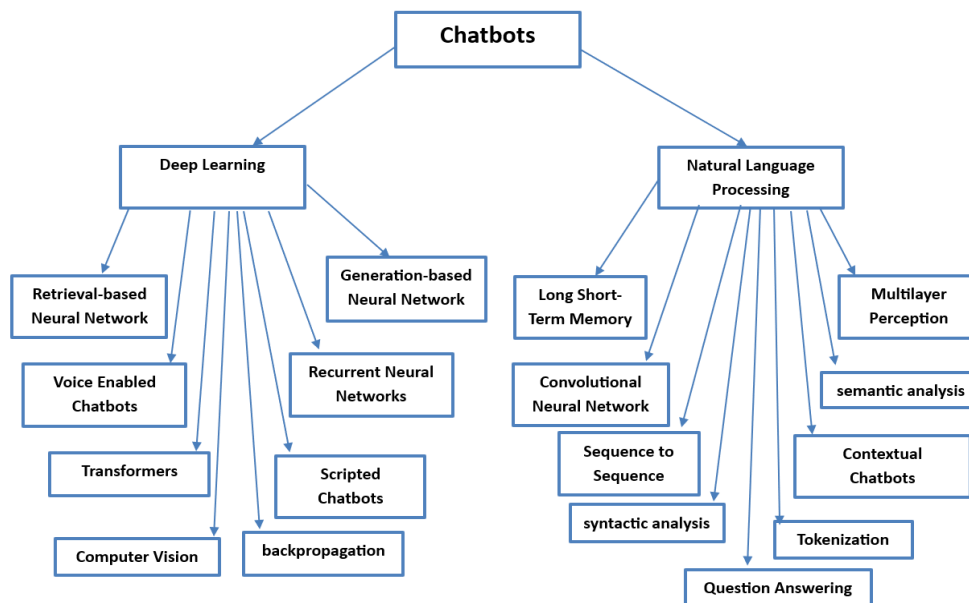 Chatbots
Deep Learning
Natural Language
Processing
Retrieval-based
Neural Network
Generation-based
Neural Network
Voice Enabled
Chatbots
Recurrent Neural
Networks
Transformers
Scripted
Chatbots
Computer Vision
backpropagation
Long Short-
Term Memory
Multilayer
Perception
Convolutional
Neural Network
semantic analysis
Sequence to
Sequence
Contextual
Chatbots
syntactic analysis
Tokenization
Question Answering